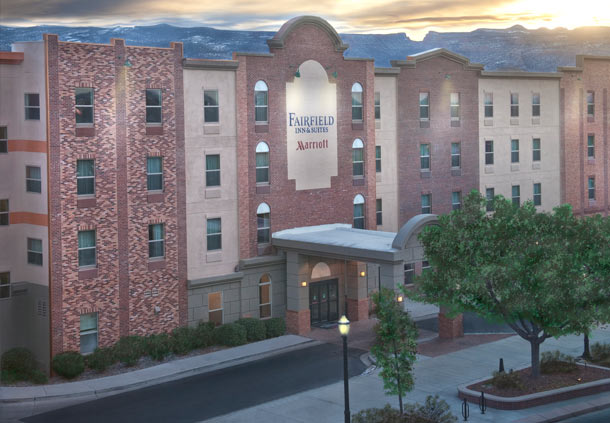 FAIRFIELD
INN & SUITES
Marriott